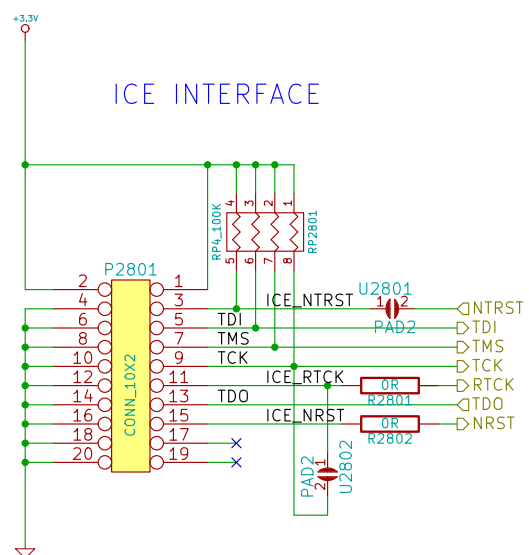 +3.3V
ICE INTERFACE
4 3 2 1
RP4_100K
RP2801
5 6 7 8
P2801
CONN_10X2
2 1
4 3 ICE_NTRST
6 5 TDI
8 7 TMS
10 9 TCK
12 11 ICE_RTCK
14 13 TDO
16 15 ICE_NRST
18 17
20 19
U2801
1 2
PAD2
NTRST
TDI
TMS
TCK
0R RTCK
R2801
TDO
0R NRST
R2802
PAD2
1
2
U2802